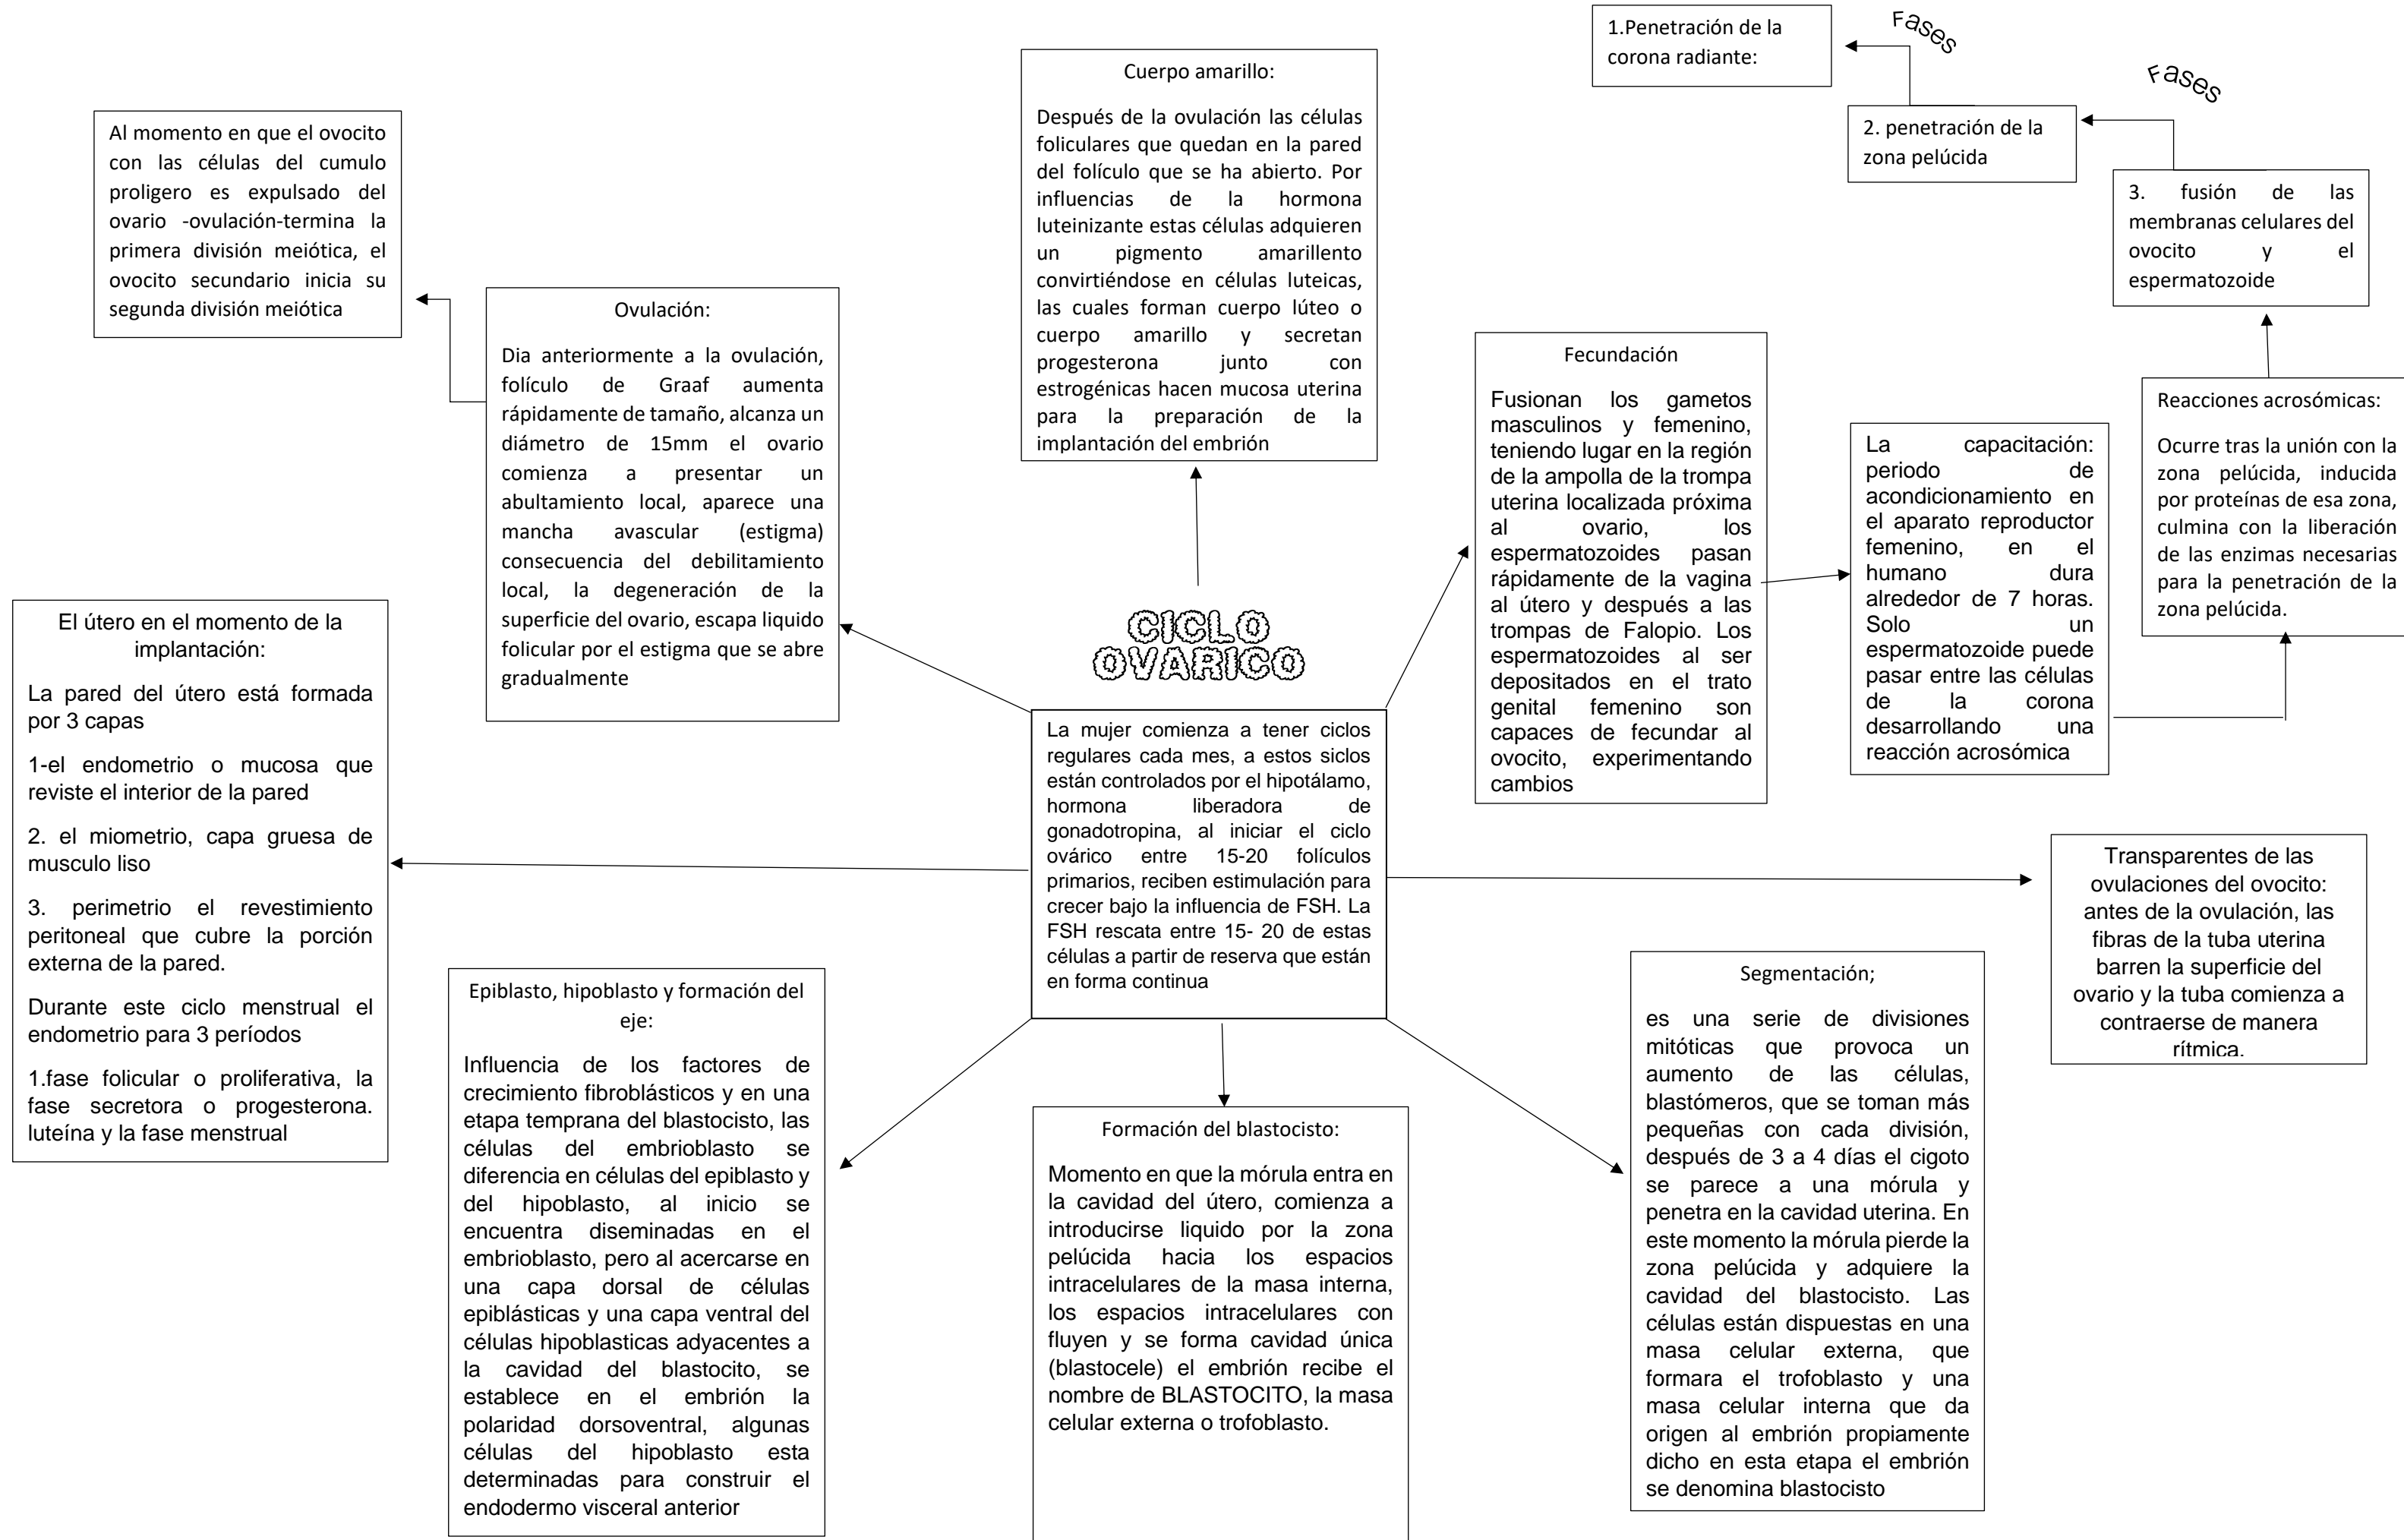 1.Penetración de la
corona radiante:
Fases
2. penetración de la
zona pelúcida
Fases
3. fusión de las
membranas celulares del
ovocito y el
espermatozoide
Cuerpo amarillo:
Después de la ovulación las células
foliculares que quedan en la pared
del folículo que se ha abierto. Por
influencias de la hormona
luteinizante estas células adquieren
un pigmento amarillento
convirtiéndose en células luteicas,
las cuales forman cuerpo lúteo o
cuerpo amarillo y secretan
progesterona junto con
estrogénicas hacen mucosa uterina
para la preparación de la
implantación del embrión
Al momento en que el ovocito
con las células del cumulo
proligero es expulsado del
ovario -ovulación-termina la
primera división meiótica, el
ovocito secundario inicia su
segunda división meiótica
Ovulación:
Dia anteriormente a la ovulación,
folículo de Graaf aumenta
rápidamente de tamaño, alcanza un
diámetro de 15mm el ovario
comienza a presentar un
abultamiento local, aparece una
mancha avascular (estigma)
consecuencia del debilitamiento
local, la degeneración de la
superficie del ovario, escapa liquido
folicular por el estigma que se abre
gradualmente
Fecundación
Fusionan los gametos
masculinos y femenino,
teniendo lugar en la región
de la ampolla de la trompa
uterina localizada próxima
al ovario, los
espermatozoides pasan
rápidamente de la vagina
al útero y después a las
trompas de Falopio. Los
espermatozoides al ser
depositados en el trato
genital femenino son
capaces de fecundar al
ovocito, experimentando
cambios
La capacitación:
periodo de
acondicionamiento en
el aparato reproductor
femenino, en el
humano dura
alrededor de 7 horas.
Solo un
espermatozoide puede
pasar entre las células
de la corona
desarrollando una
reacción acrosómica
Reacciones acrosómicas:
Ocurre tras la unión con la
zona pelúcida, inducida
por proteínas de esa zona,
culmina con la liberación
de las enzimas necesarias
para la penetración de la
zona pelúcida.
CICLO
OVARICO
La mujer comienza a tener ciclos
regulares cada mes, a estos siclos
están controlados por el hipotálamo,
hormona liberadora de
gonadotropina, al iniciar el ciclo
ovárico entre 15-20 folículos
primarios, reciben estimulación para
crecer bajo la influencia de FSH. La
FSH rescata entre 15- 20 de estas
células a partir de reserva que están
en forma continua
El útero en el momento de la
implantación:
La pared del útero está formada
por 3 capas
1-el endometrio o mucosa que
reviste el interior de la pared
2. el miometrio, capa gruesa de
musculo liso
3. perimetrio el revestimiento
peritoneal que cubre la porción
externa de la pared.
Durante este ciclo menstrual el
endometrio para 3 períodos
1.fase folicular o proliferativa, la
fase secretora o progesterona.
luteína y la fase menstrual
Transparentes de las
ovulaciones del ovocito:
antes de la ovulación, las
fibras de la tuba uterina
barren la superficie del
ovario y la tuba comienza a
contraerse de manera
rítmica.
Epiblasto, hipoblasto y formación del
eje:
Influencia de los factores de
crecimiento fibroblásticos y en una
etapa temprana del blastocisto, las
células del embrioblasto se
diferencia en células del epiblasto y
del hipoblasto, al inicio se
encuentra diseminadas en el
embrioblasto, pero al acercarse en
una capa dorsal de células
epiblásticas y una capa ventral del
células hipoblasticas adyacentes a
la cavidad del blastocito, se
establece en el embrión la
polaridad dorsoventral, algunas
células del hipoblasto esta
determinadas para construir el
endodermo visceral anterior
Formación del blastocisto:
Momento en que la mórula entra en
la cavidad del útero, comienza a
introducirse liquido por la zona
pelúcida hacia los espacios
intracelulares de la masa interna,
los espacios intracelulares con
fluyen y se forma cavidad única
(blastocele) el embrión recibe el
nombre de BLASTOCITO, la masa
celular externa o trofoblasto.
Segmentación;
es una serie de divisiones
mitóticas que provoca un
aumento de las células,
blastómeros, que se toman más
pequeñas con cada división,
después de 3 a 4 días el cigoto
se parece a una mórula y
penetra en la cavidad uterina. En
este momento la mórula pierde la
zona pelúcida y adquiere la
cavidad del blastocisto. Las
células están dispuestas en una
masa celular externa, que
formara el trofoblasto y una
masa celular interna que da
origen al embrión propiamente
dicho en esta etapa el embrión
se denomina blastocisto